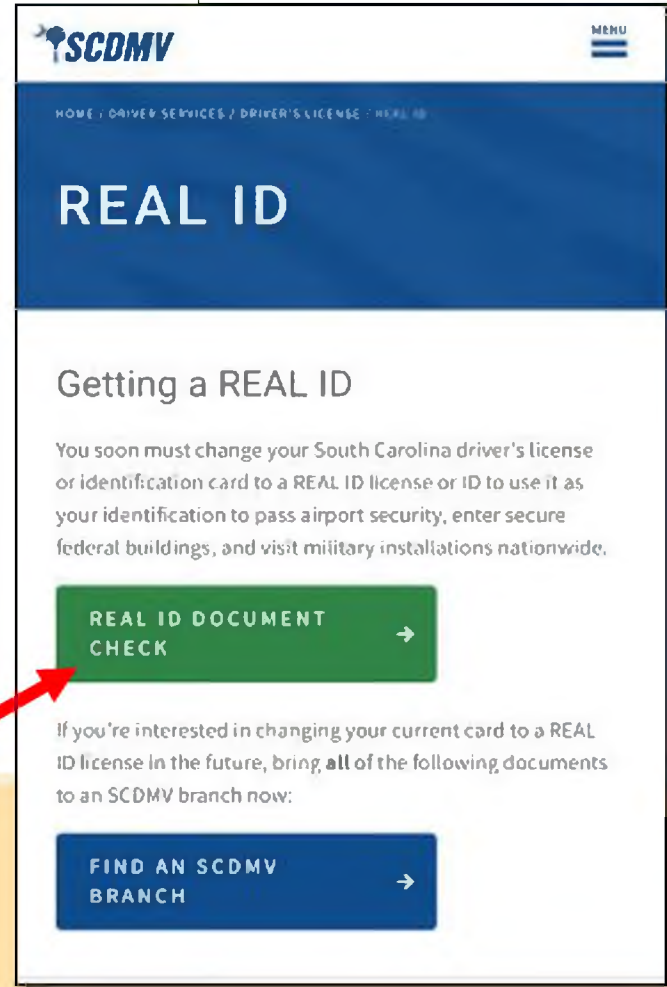 SCDMV
MENU
HOME / DRIVER SERVICES / DRIVER'S LICENSE / REAL ID
REAL ID
Getting a REAL ID
You soon must change your South Carolina driver's license
or identification card to a REAL ID license or ID to use it as
your identification to pass airport security, enter secure
federal buildings, and visit military installations nationwide.
REAL ID DOCUMENT
CHECK
If you're interested in changing your current card to a REAL
ID license in the future, bring all of the following documents
to an SCDMV branch now:
FIND AN SCDMV
BRANCH